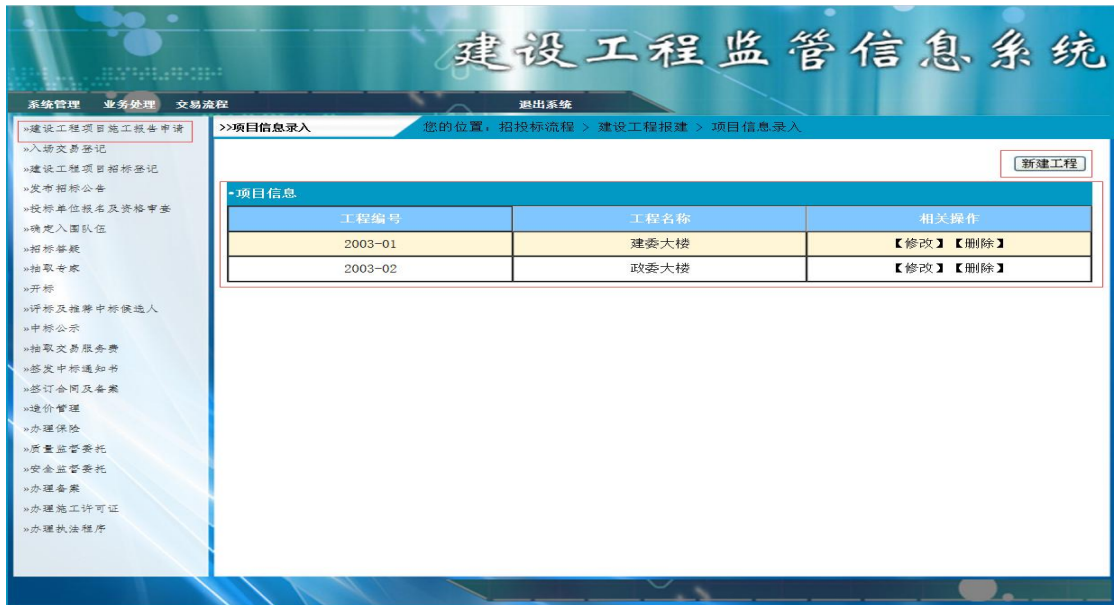 建设工程监管信息系统
系统管理 业务处理 交易流程 退出系统
»建设工程项目施工报告申请
»入场交易登记
»建设工程项目招标登记
»发布招标公告
»投标单位报名及资格审查
»确定入围队伍
»招标答疑
»抽取专家
»开标
»评标及推荐中标候选人
»中标公示
»抽取交易服务费
»签发中标通知书
»签订合同及备案
»造价管理
»办理保险
»质量监督委托
»安全监督委托
»办理备案
»办理施工许可证
»办理执法程序
>>项目信息录入 您的位置：招投标流程 > 建设工程报建 > 项目信息录入
新建工程
•项目信息
工程编号 工程名称 相关操作
2003-01 建委大楼 【修改】【删除】
2003-02 政委大楼 【修改】【删除】